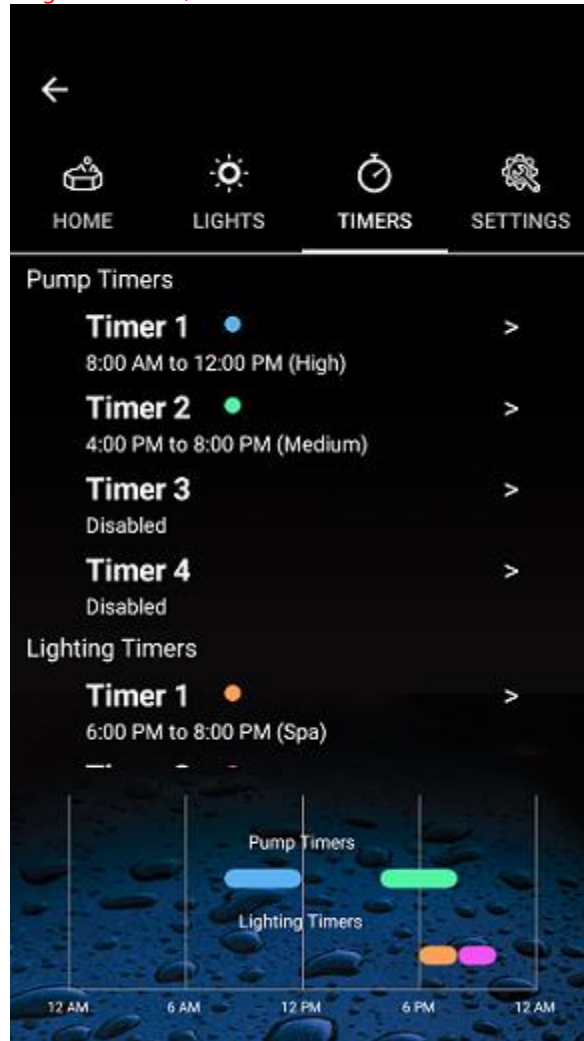 HOME LIGHTS TIMERS SETTINGS
Pump Timers
Timer 1 >
8:00 AM to 12:00 PM (High)
Timer 2 >
4:00 PM to 8:00 PM (Medium)
Timer 3 >
Disabled
Timer 4 >
Disabled
Lighting Timers
Timer 1 >
6:00 PM to 8:00 PM (Spa)
Pump Timers
Lighting Timers
12 AM 6 AM 12 PM 6 PM 12 AM